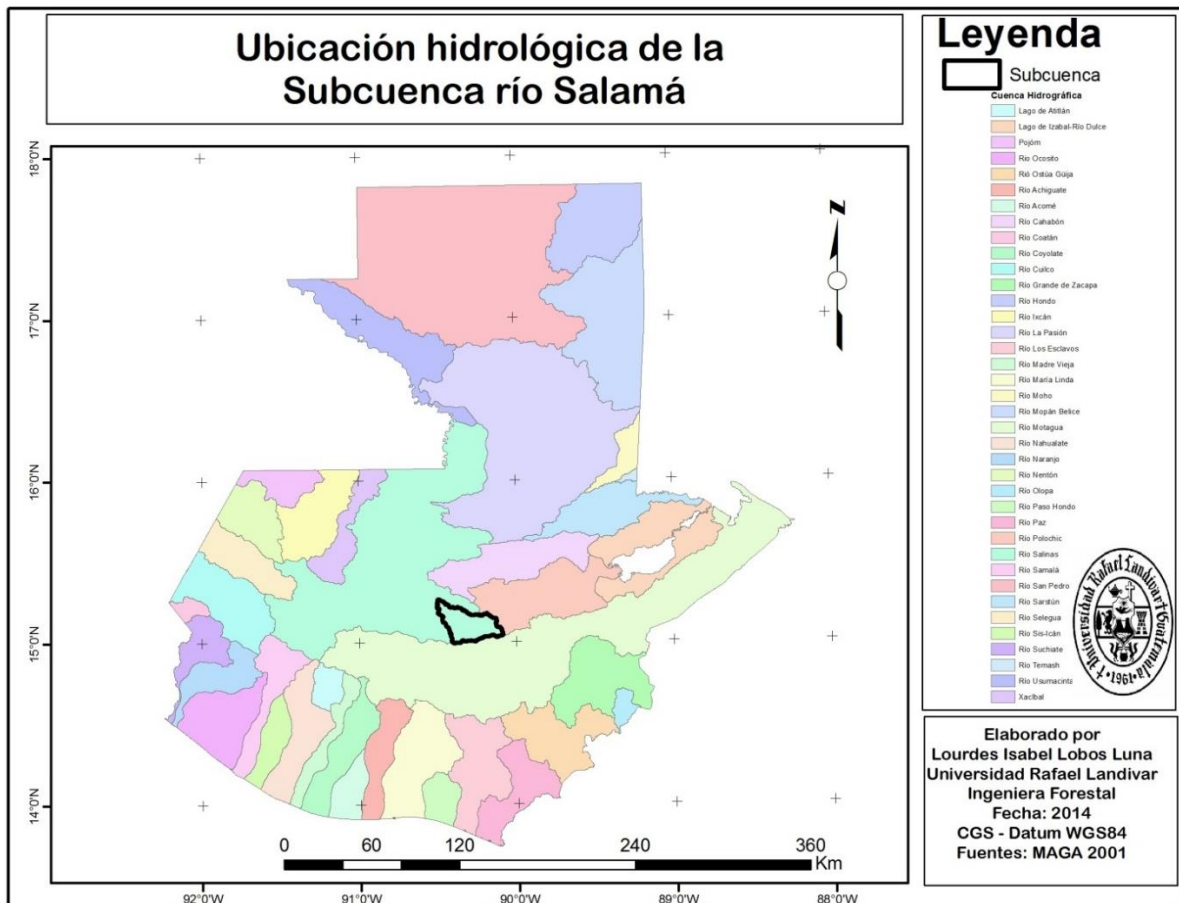 Ubicación hidrológica de la
Subcuenca río Salamá
18°0'N
17°0'N
16°0'N
15°0'N
14°0'N
92°0'W
91°0'W
90°0'W
89°0'W
88°0'W
N
0 60 120 240 360
Km
Leyenda
Subcuenca
Cuenca Hidrográfica
Lago de Atitlán
Lago de Izabal-Río Dulce
Pojóm
Río Ocosito
Rió Ostúa Güija
Río Achiguate
Río Acomé
Río Cahabón
Río Coatán
Río Coyolate
Río Cuilco
Río Grande de Zacapa
Río Hondo
Río Ixcán
Río La Pasión
Río Los Esclavos
Río Madre Vieja
Río María Linda
Río Moho
Río Mopán Belice
Río Motagua
Río Nahualate
Río Naranjo
Río Nentón
Río Olopa
Río Paso Hondo
Río Paz
Río Polochic
Río Salinas
Río Samalá
Río San Pedro
Río Sarstún
Río Selegua
Río Sis-Icán
Río Suchiate
Río Temash
Río Usumacinta
Xaclbal
Universidad Rafael Landívar Guatemala
1961
Elaborado por
Lourdes Isabel Lobos Luna
Universidad Rafael Landivar
Ingeniera Forestal
Fecha: 2014
CGS - Datum WGS84
Fuentes: MAGA 2001